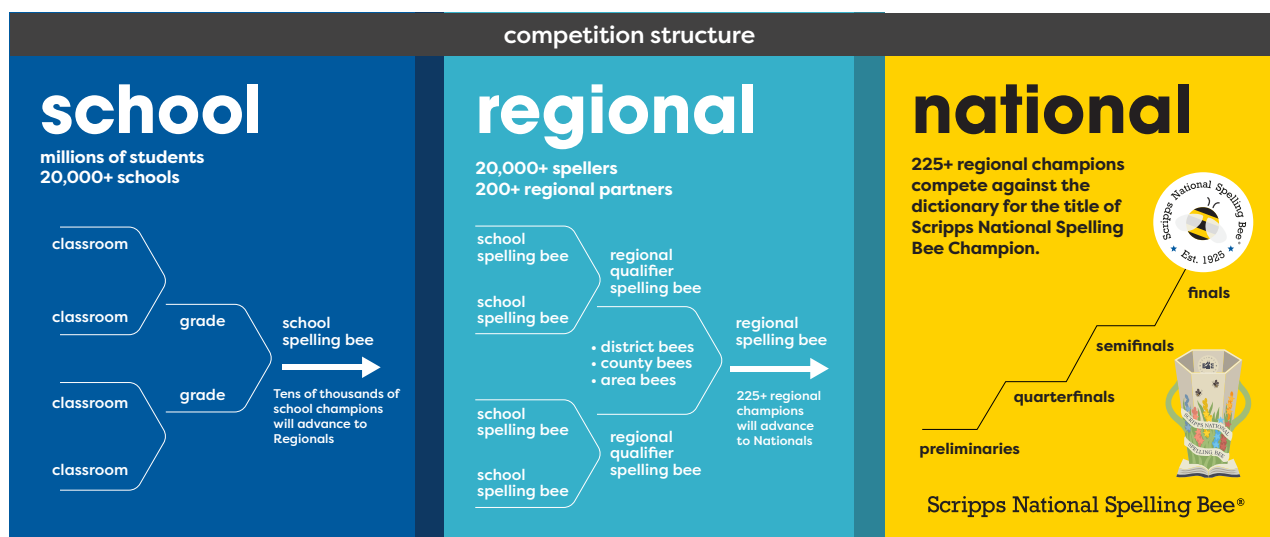 competition structure
school
millions of students
20,000+ schools
classroom
classroom
classroom
classroom
grade
grade
school
spelling bee
Tens of thousands of
school champions
will advance to
Regionals
regional
20,000+ spellers
200+ regional partners
school
spelling bee
school
spelling bee
school
spelling bee
school
spelling bee
regional
qualifier
spelling bee
• district bees
• county bees
• area bees
regional
qualifier
spelling bee
regional
spelling bee
225+ regional
champions
will advance
to Nationals
national
225+ regional champions
compete against the
dictionary for the title of
Scripps National Spelling
Bee Champion.
Scripps National Spelling Bee®
Est. 1925
finals
semifinals
quarterfinals
preliminaries
SCRIPPS NATIONAL
SPELLING BEE
Scripps National Spelling Bee®